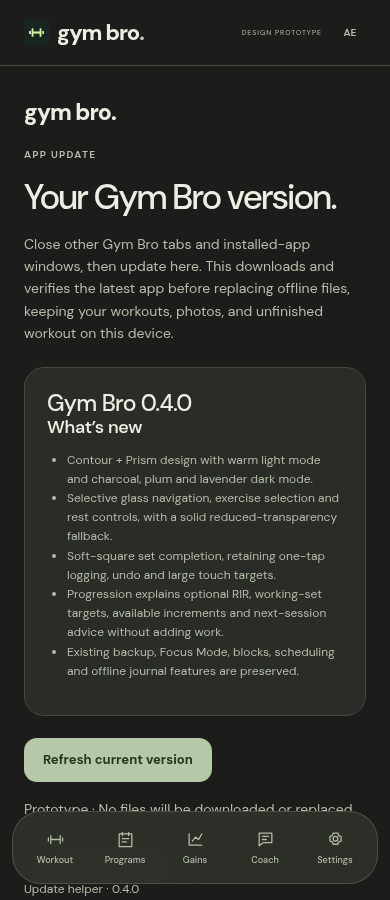 gym bro.
DESIGN PROTOTYPE
AE
gym bro.
APP UPDATE
Your Gym Bro version.
Close other Gym Bro tabs and installed-app
windows, then update here. This downloads and
verifies the latest app before replacing offline files,
keeping your workouts, photos, and unfinished
workout on this device.
Gym Bro 0.4.0
What's new
• Contour + Prism design with warm light mode
and charcoal, plum and lavender dark mode.
• Selective glass navigation, exercise selection and
rest controls, with a solid reduced-transparency
fallback.
• Soft-square set completion, retaining one-tap
logging, undo and large touch targets.
• Progression explains optional RIR, working-set
targets, available increments and next-session
advice without adding work.
• Existing backup, Focus Mode, blocks, scheduling
and offline journal features are preserved.
Refresh current version
Prototype · No files will be downloaded or replaced
Workout
Programs
Gains
Coach
Settings
Update helper · 0.4.0